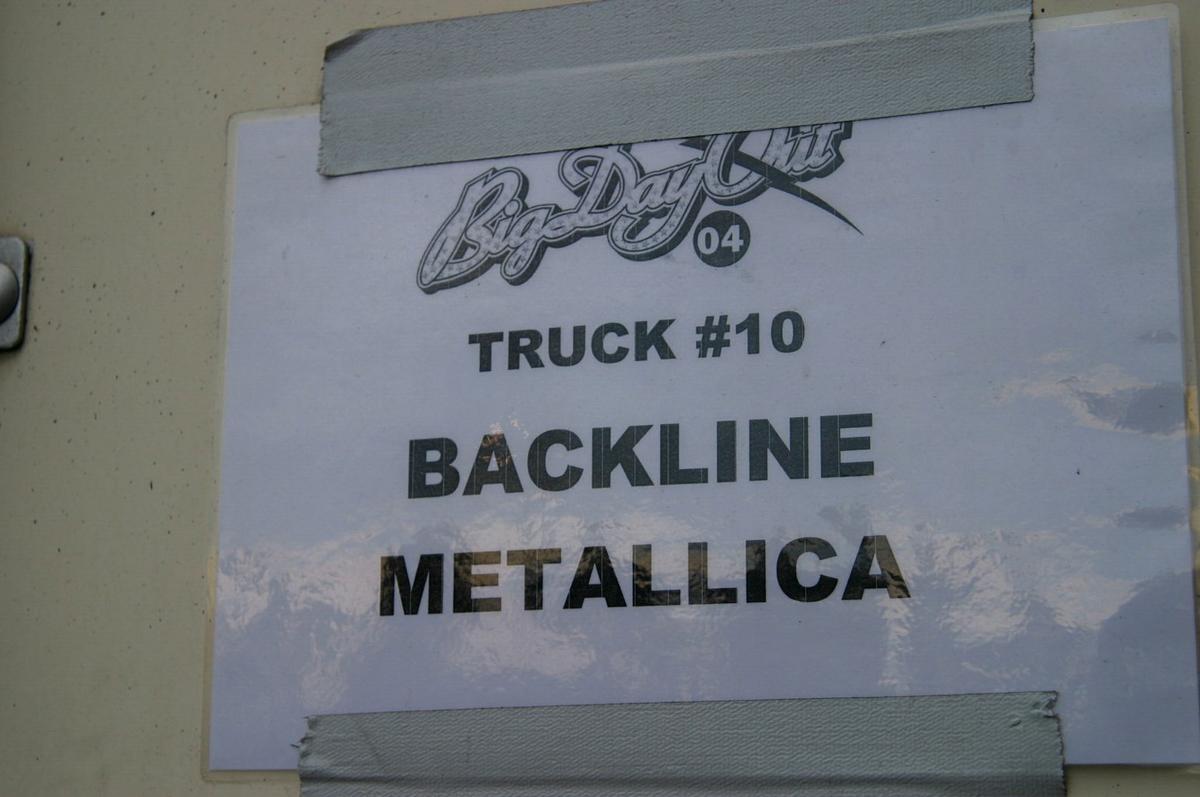 Big Day Out
04
TRUCK #10
BACKLINE
METALLICA